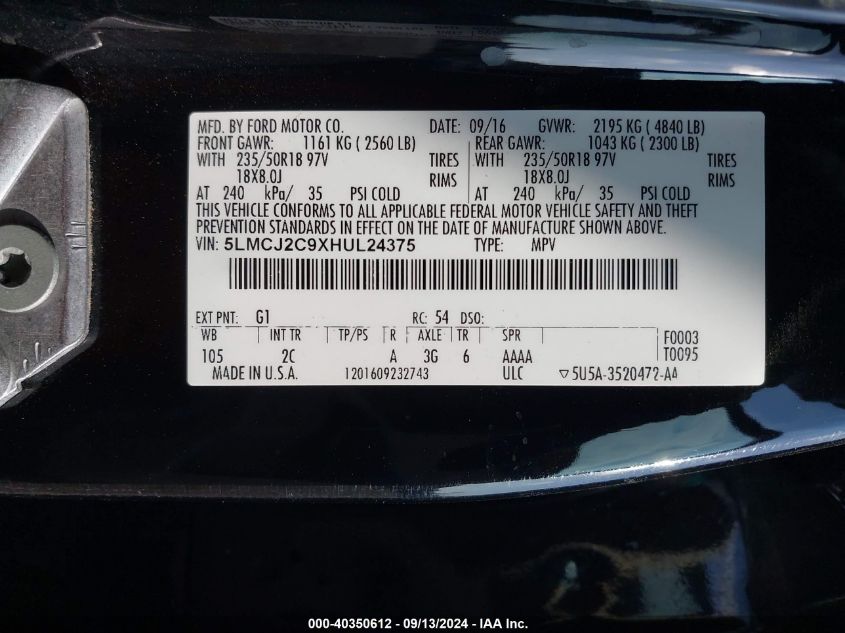 MFD. BY FORD MOTOR CO. DATE: 09/16 GVWR: 2195 KG ( 4840 LB)
FRONT GAWR: 1161 KG ( 2560 LB) REAR GAWR: 1043 KG ( 2300 LB)
WITH 235/50R18 97V TIRES WITH 235/50R18 97V TIRES
18X8.0J RIMS 18X8.0J RIMS
AT 240 kPa/ 35 PSI COLD AT 240 kPa/ 35 PSI COLD
THIS VEHICLE CONFORMS TO ALL APPLICABLE FEDERAL MOTOR VEHICLE SAFETY AND THEFT
PREVENTION STANDARDS IN EFFECT ON THE DATE OF MANUFACTURE SHOWN ABOVE.
VIN: 5LMCJ2C9XHUL24375 TYPE: MPV
EXT PNT: G1 RC: 54 DSO:
WB INT TR TP/PS R AXLE TR SPR F0003
105 2C A 3G 6 AAAA T0095
MADE IN U.S.A. 1201609232743 ULC ▽5U5A-3520472-AA
000-40350612 - 09/13/2024 - IAA Inc.